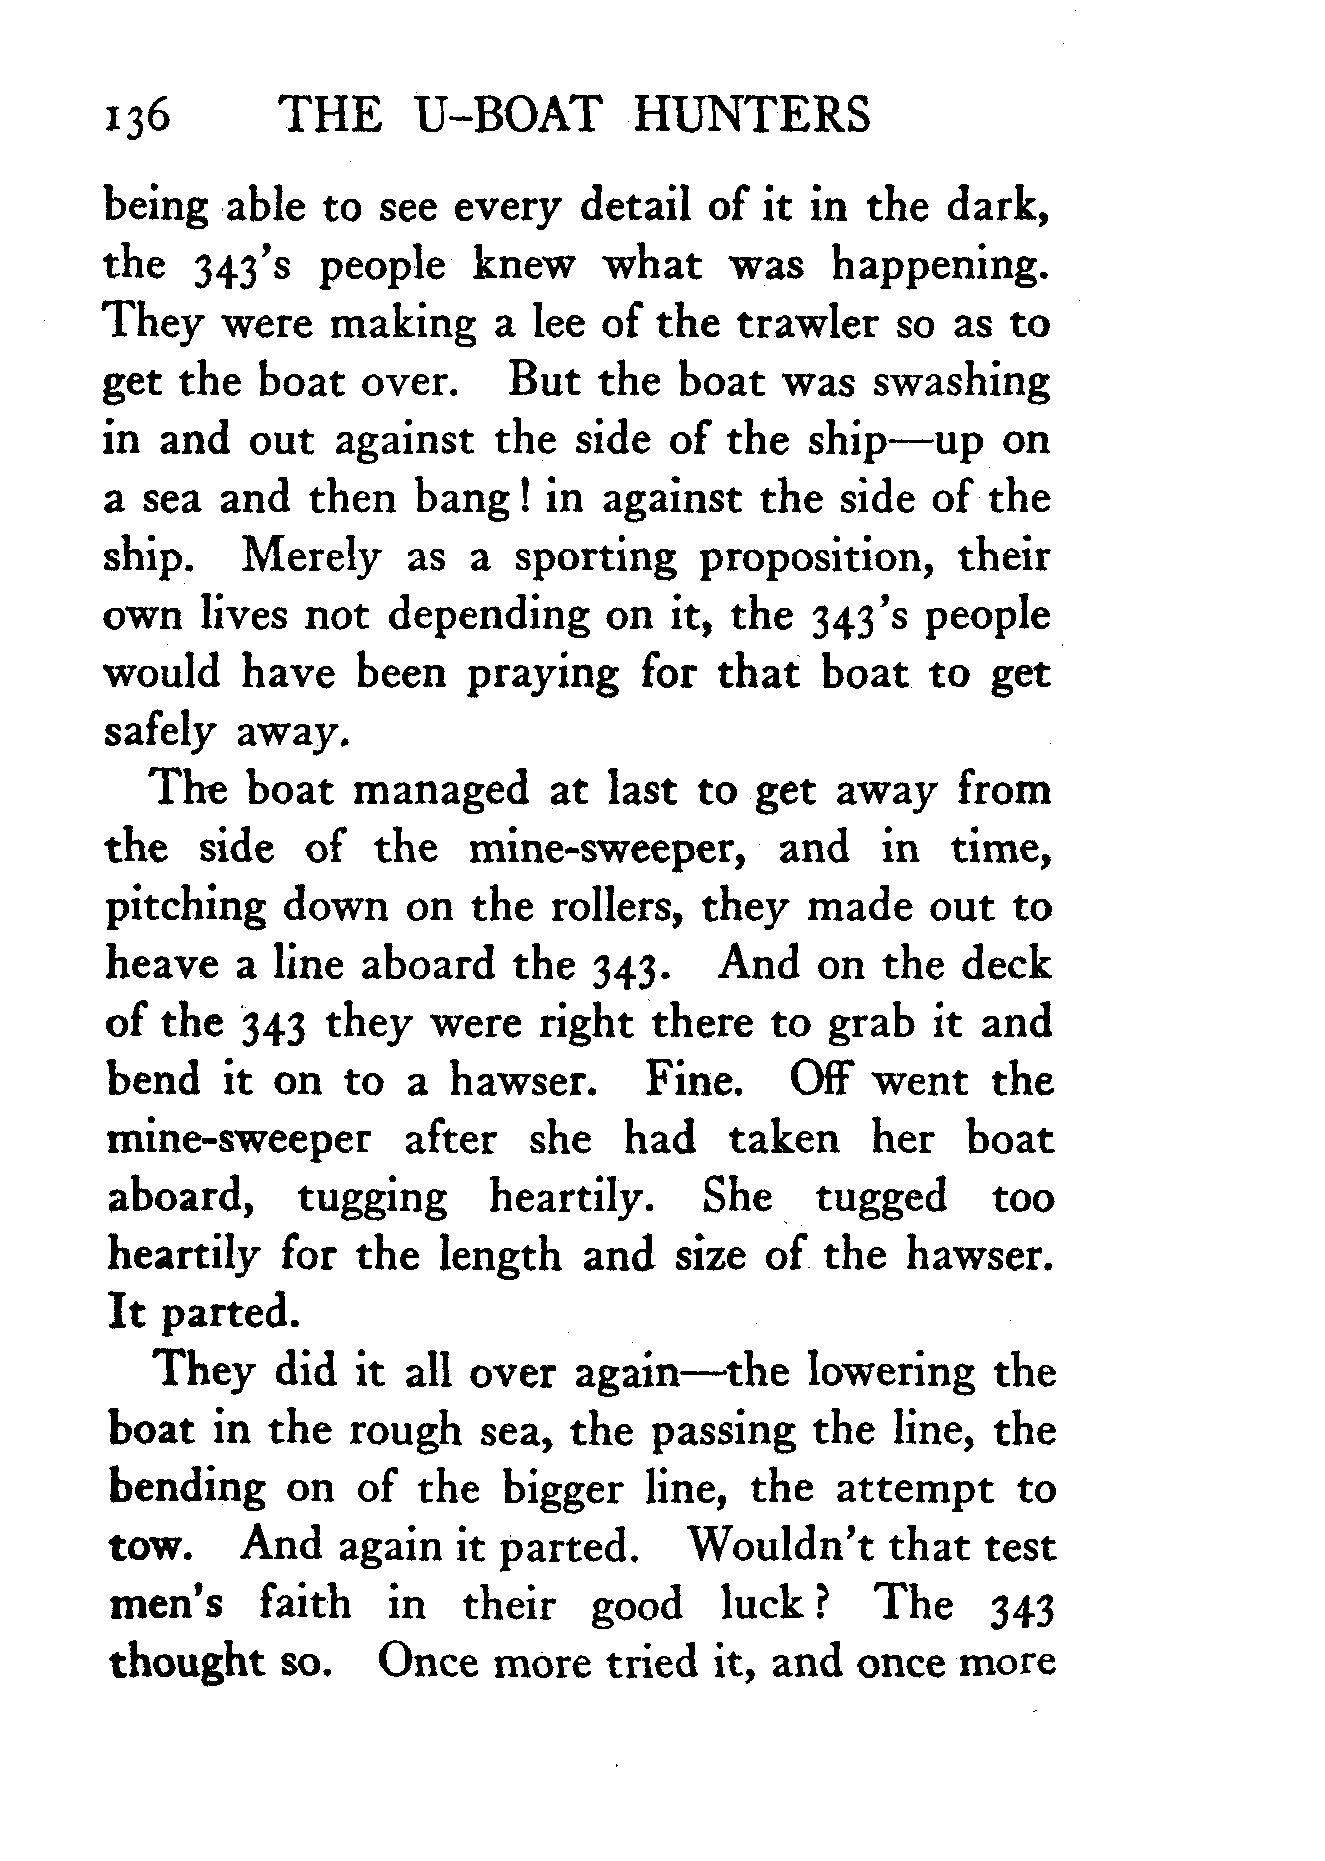 136 THE U-BOAT HUNTERS
being able to see every detail of it in the dark,
the 343's people knew what was happening.
They were making a lee of the trawler so as to
get the boat over. But the boat was swashing
in and out against the side of the ship—up on
a sea and then bang! in against the side of the
ship. Merely as a sporting proposition, their
own lives not depending on it, the 343's people
would have been praying for that boat to get
safely away.
The boat managed at last to get away from
the side of the mine-sweeper, and in time,
pitching down on the rollers, they made out to
heave a line aboard the 343. And on the deck
of the 343 they were right there to grab it and
bend it on to a hawser. Fine. Off went the
mine-sweeper after she had taken her boat
aboard, tugging heartily. She tugged too
heartily for the length and size of the hawser.
It parted.
They did it all over again—the lowering the
boat in the rough sea, the passing the line, the
bending on of the bigger line, the attempt to
tow. And again it parted. Wouldn't that test
men's faith in their good luck? The 343
thought so. Once more tried it, and once more